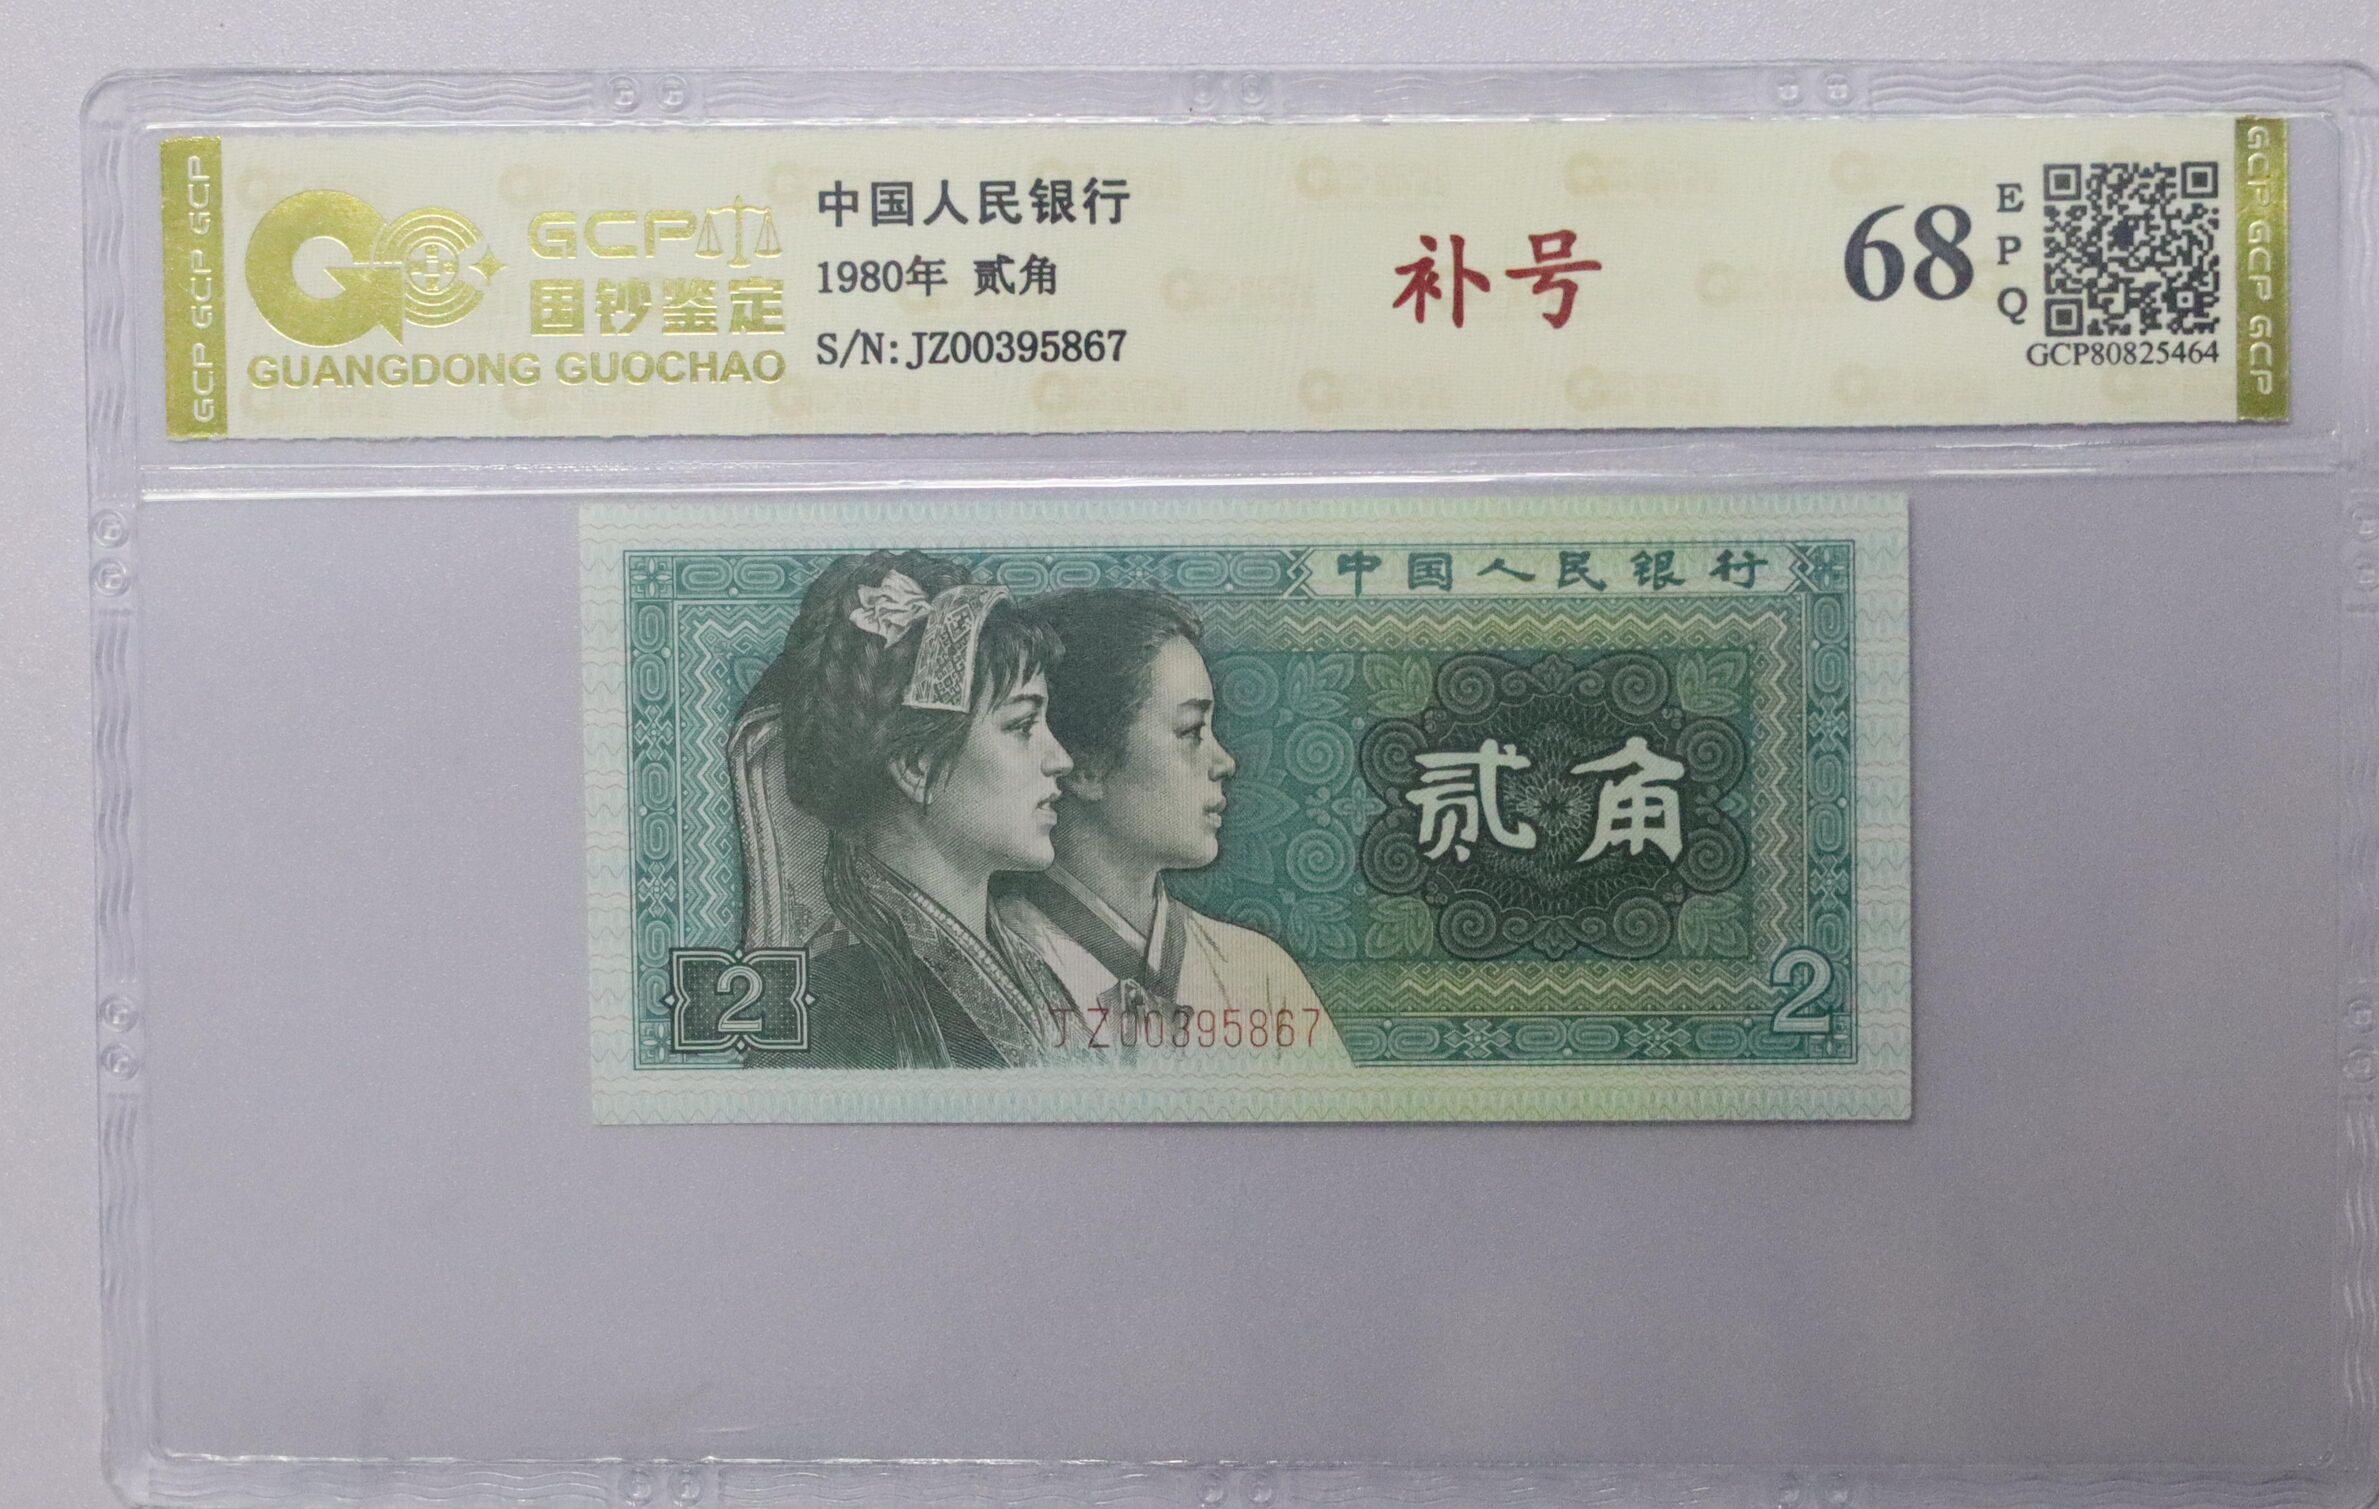 GCP GCP GCP
GCP
国钞鉴定
GUANGDONG GUOCHAO
中国人民银行
1980年 贰角
S/N: JZ00395867
补号
68
EPQ
GCP80825464
GCP GCP GCP
中国人民银行
贰角
2
JZ00395867
2